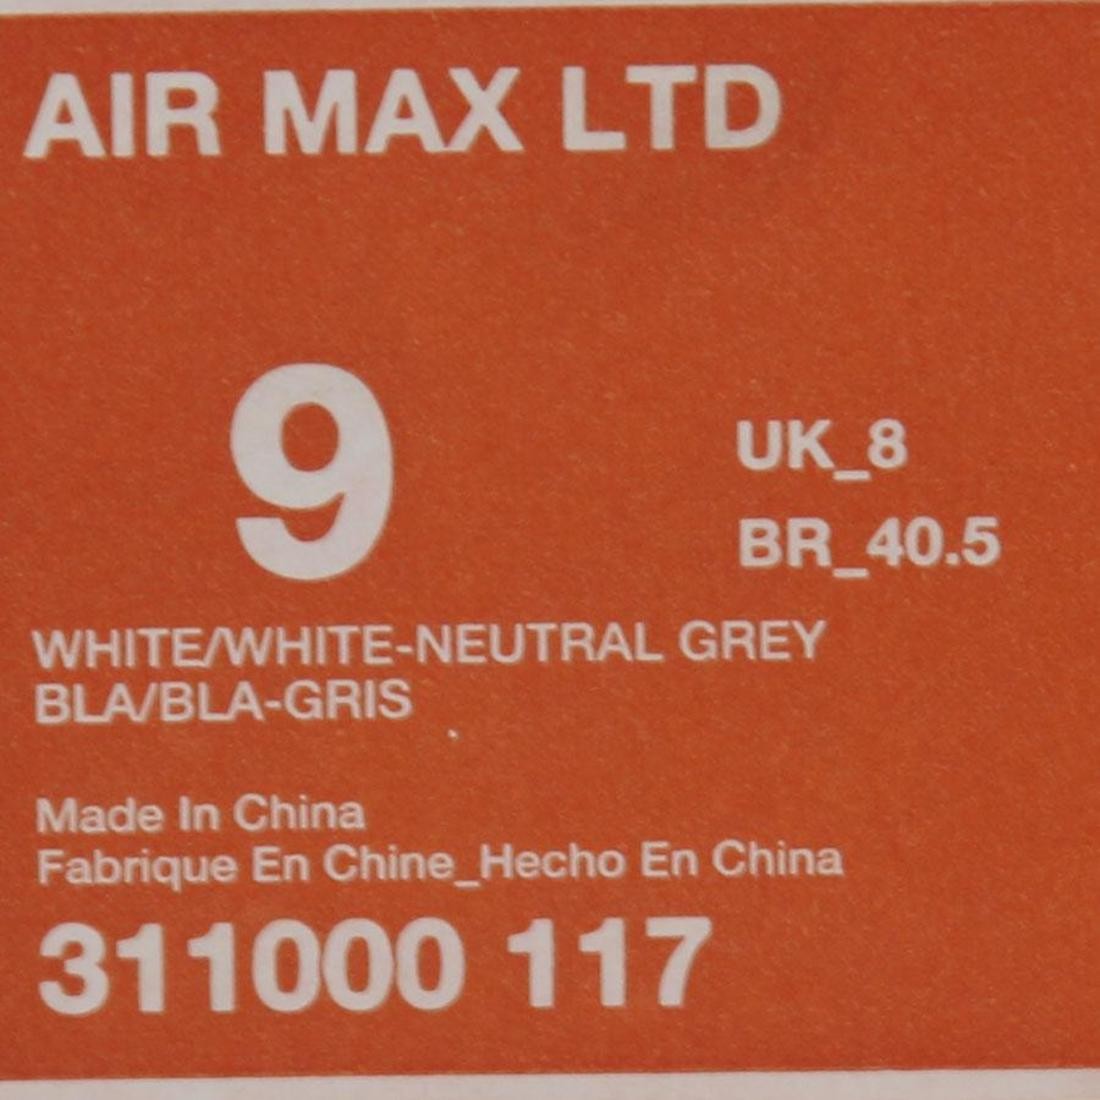 AIR MAX LTD
9
UK_8
BR_40.5
WHITE/WHITE-NEUTRAL GREY
BLA/BLA-GRIS
Made In China
Fabrique En Chine_Hecho En China
311000 117